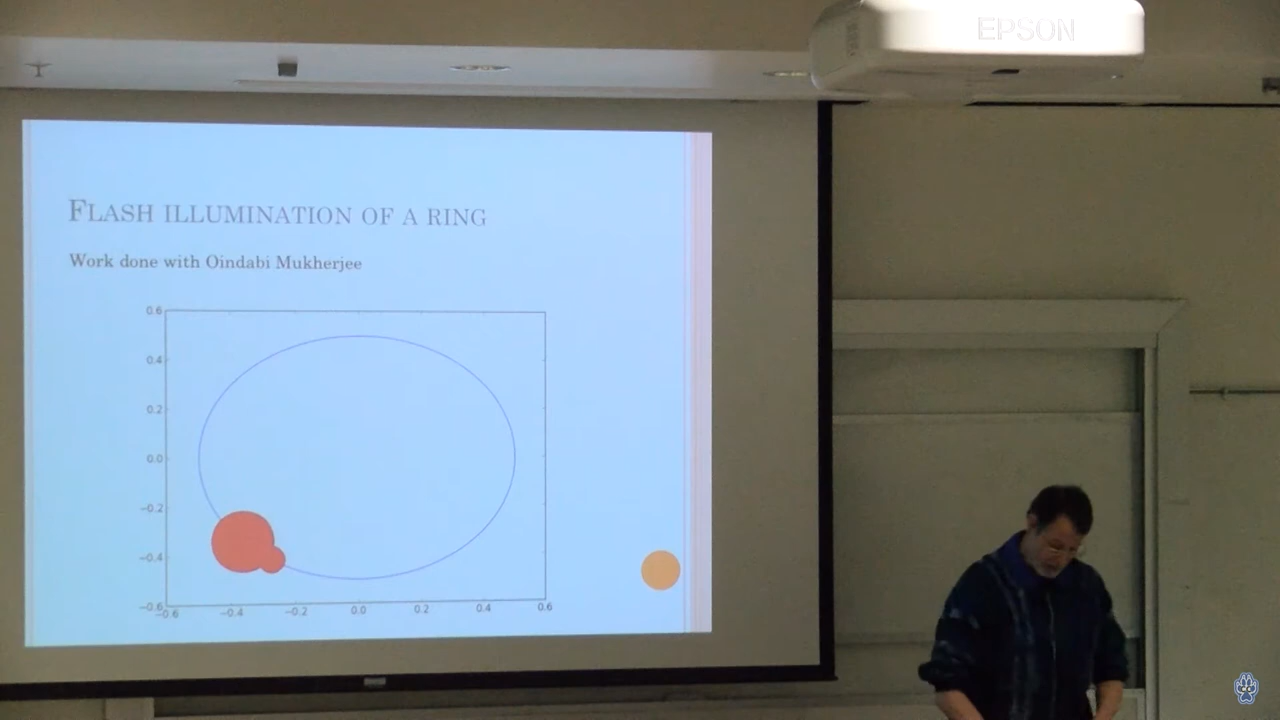 EPSON
FLASH ILLUMINATION OF A RING
Work done with Oindabi Mukherjee
0.6
0.4
0.2
0.0
−0.2
−0.4
−0.6
−0.6 −0.4 −0.2 0.0 0.2 0.4 0.6